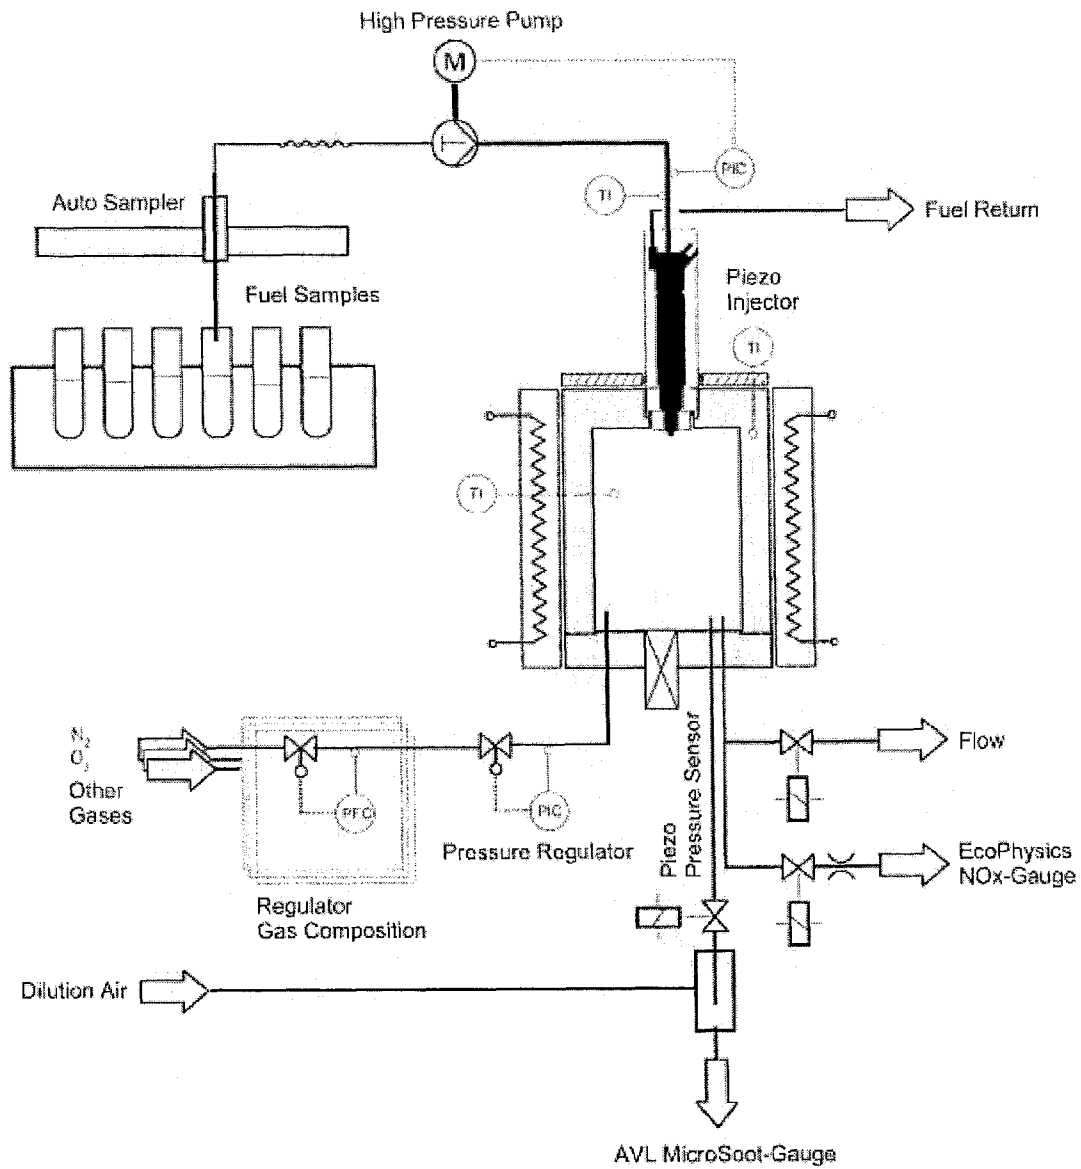 High Pressure Pump
M
PIC
TI
Auto Sampler
Fuel Return
Fuel Samples
Piezo
Injector
TI
TI
N2
O2
Other
Gases
PFC
PIC
Pressure Regulator
Regulator
Gas Composition
Piezo
Pressure Sensor
Flow
EcoPhysics
NOx-Gauge
Dilution Air
AVL MicroSoot-Gauge